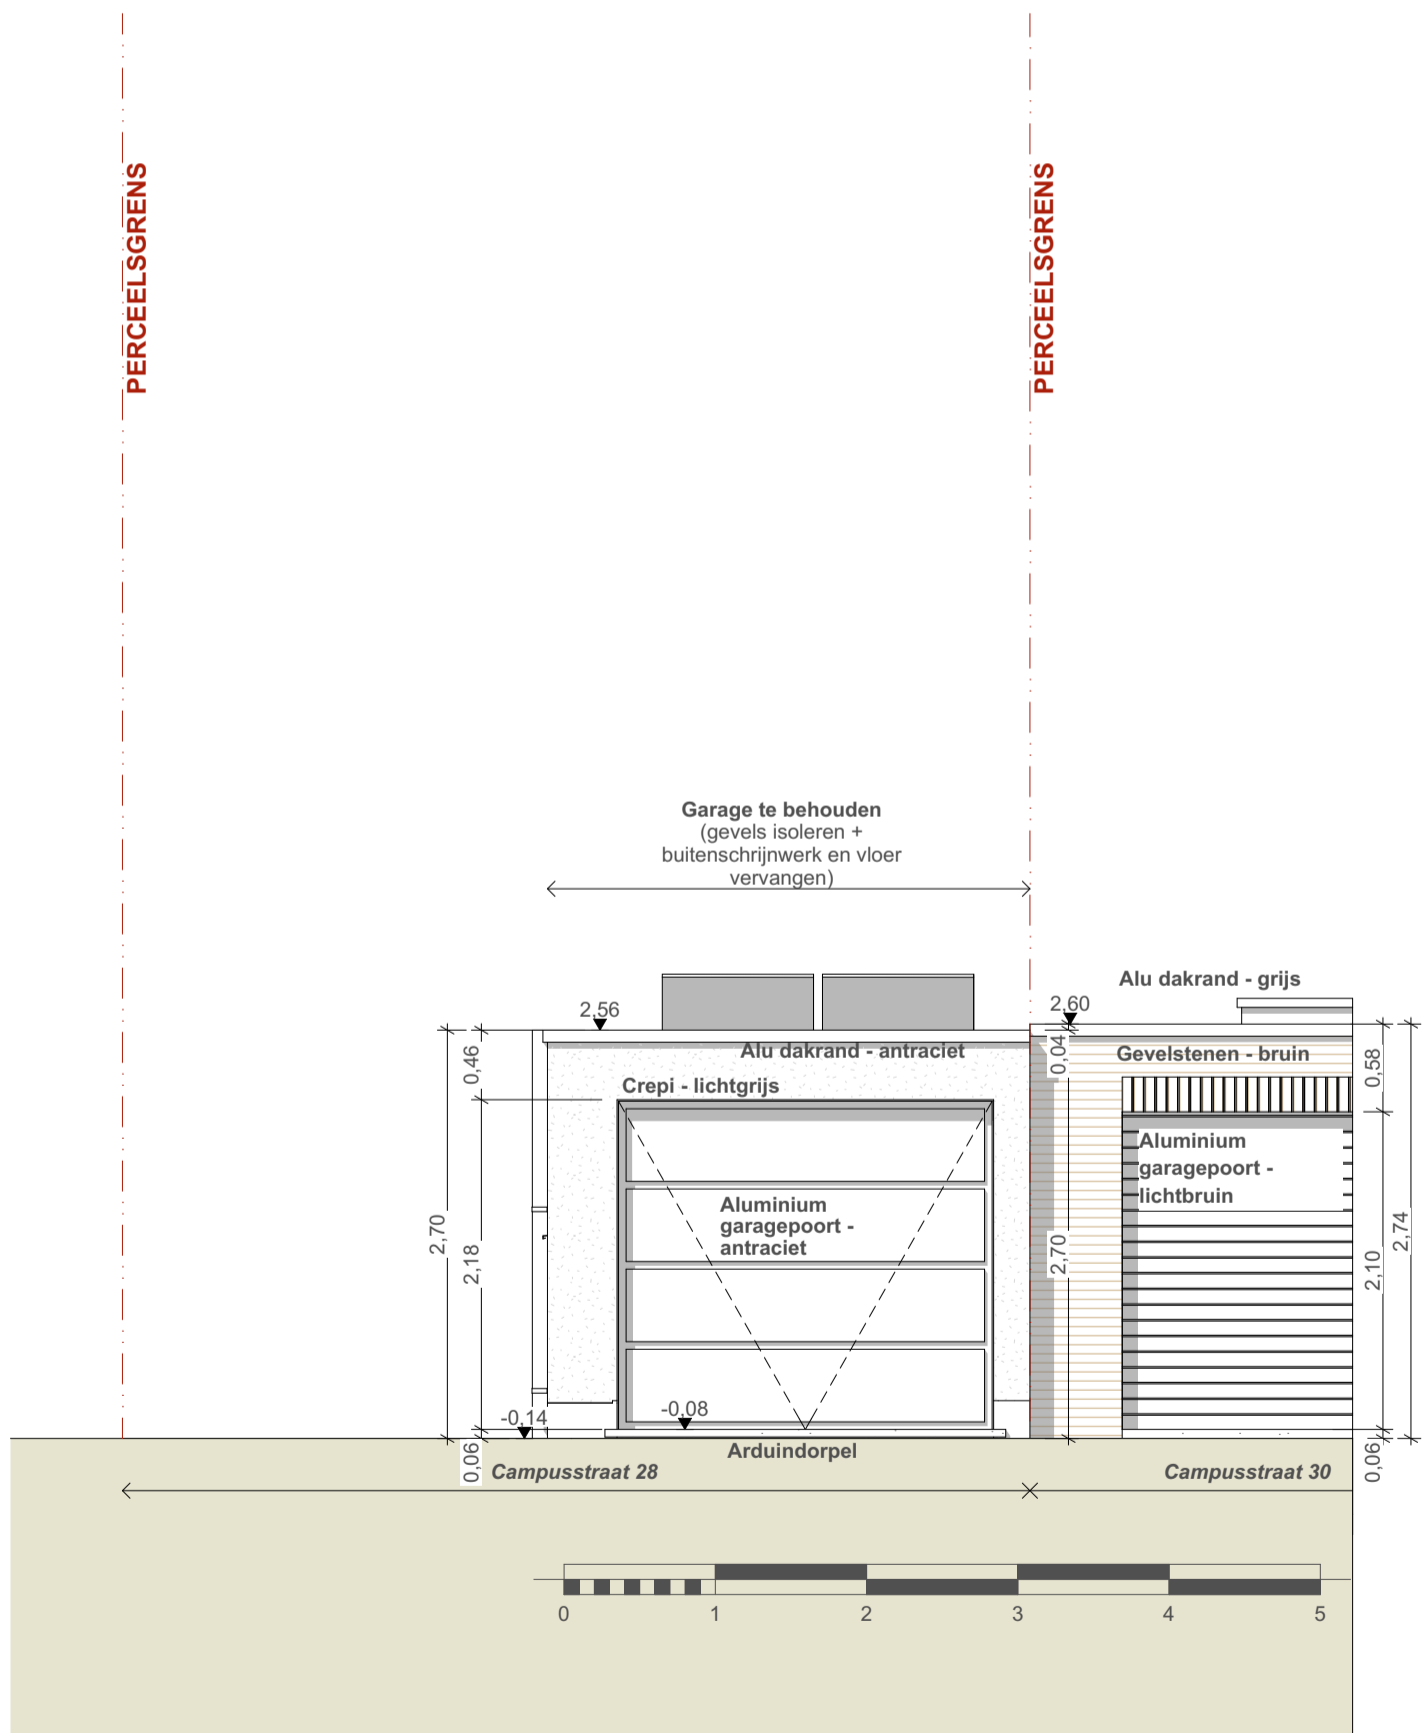 PERCEELSGRENS
PERCEELSGRENS
Garage te behouden
(gevels isoleren +
buitenschrijnwerk en vloer
vervangen)
Alu dakrand - grijs
2,56
2,60
0,46
Alu dakrand - antraciet
0,04
Gevelstenen - bruin
0,58
Crepi - lichtgrijs
Aluminium
garagepoort -
lichtbruin
Aluminium
garagepoort -
antraciet
2,70
2,18
2,70
2,10
2,74
-0,14
-0,08
0,06
Arduindorpel
0,06
Campusstraat 28
Campusstraat 30
0 1 2 3 4 5